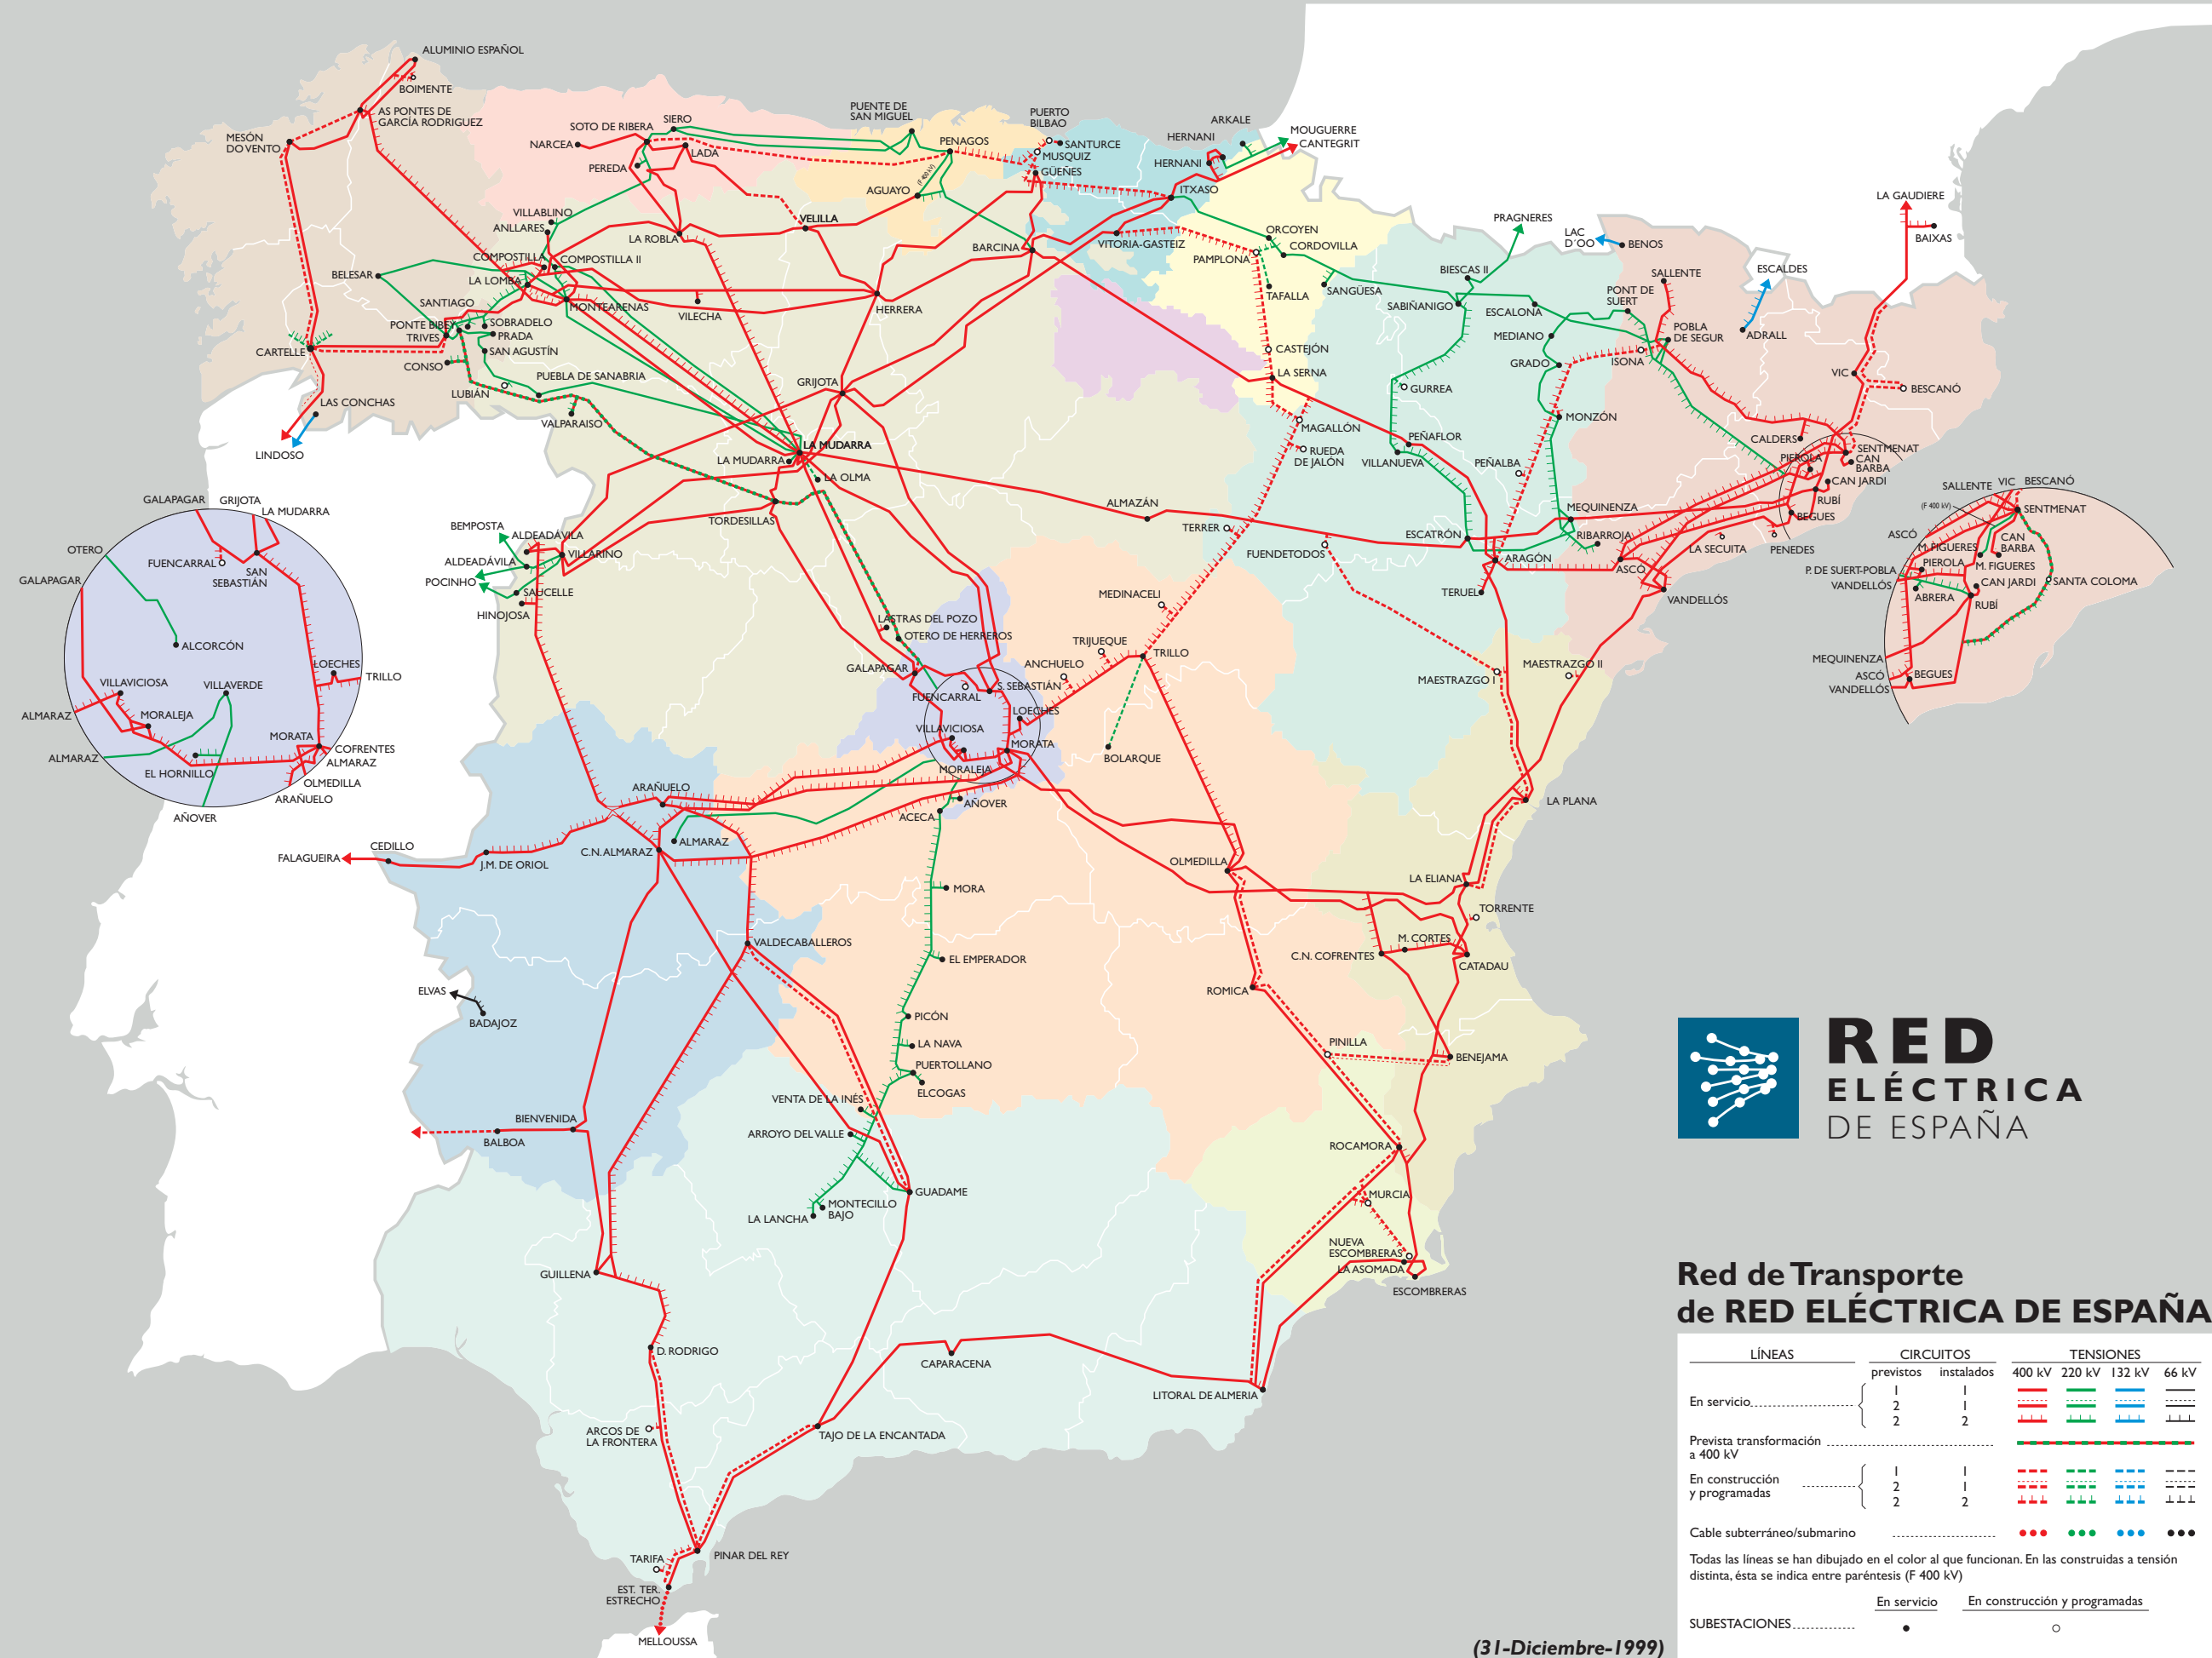 ALUMINIO ESPAÑOL
BOIMENTE
AS PONTES DE
GARCÍA RODRIGUEZ
MESÓN
DO VENTO
SOTO DE RIBERA
SIERO
NARCEA
LADA
PEREDA
PUENTE DE
SAN MIGUEL
PENAGOS
(F 400 kV)
AGUAYO
PUERTO
BILBAO
SANTURCE
MUSQUIZ
GÜEÑES
HERNANI
ARKALE
HERNANI
MOUGUERRE
CANTEGRIT
ITXASO
VILLABLINO
ANLLARES
LA ROBLA
VELILLA
BARCINA
VITORIA-GASTEIZ
ORCOYEN
CORDOVILLA
PAMPLONA
TAFALLA
SANGÜESA
PRAGNERES
LAC
D´OO
BENOS
LA GAUDIERE
BAIXAS
BIESCAS II
SABIÑANIGO
ESCALONA
SALLENTE
PONT DE
SUERT
ESCALDES
ADRALL
COMPOSTILLA
COMPOSTILLA II
BELESAR
LA LOMBA
MONTEARENAS
VILECHA
HERRERA
SANTIAGO
PONTE BIBEY
SOBRADELO
TRIVES
PRADA
SAN AGUSTÍN
CARTELLE
CONSO
LUBIÁN
PUEBLA DE SANABRIA
VALPARAISO
LAS CONCHAS
LINDOSO
GRIJOTA
CASTEJÓN
LA SERNA
MEDIANO
GRADO
ISONA
POBLA
DE SEGUR
VIC
BESCANÓ
GURREA
MONZÓN
MAGALLÓN
RUEDA
DE JALÓN
PEÑAFLOR
VILLANUEVA
PEÑALBA
CALDERS
PIEROLA
SENTMENAT
CAN
BARBA
CAN JARDI
RUBÍ
BEGUES
LA MUDARRA
LA MUDARRA
LA OLMA
TORDESILLAS
ALMAZÁN
TERRER
FUENDETODOS
ESCATRÓN
MEQUINENZA
RIBARROJA
ARAGÓN
ASCÓ
LA SECUITA
PENEDES
VANDELLÓS
TERUEL
BEMPOSTA
ALDEADÁVILA
ALDEADÁVILA
VILLARINO
POCINHO
SAUCELLE
HINOJOSA
GALAPAGAR
GRIJOTA
LA MUDARRA
OTERO
GALAPAGAR
FUENCARRAL
SAN
SEBASTIÁN
ALCORCÓN
LOECHES
TRILLO
VILLAVICIOSA
VILLAVERDE
ALMARAZ
MORALEJA
MORATA
COFRENTES
ALMARAZ
ALMARAZ
EL HORNILLO
OLMEDILLA
ARAÑUELO
AÑOVER
SALLENTE
VIC
BESCANÓ
(F 400 kV)
SENTMENAT
ASCÓ
M. FIGUERES
CAN
BARBA
P. DE SUERT-POBLA
PIEROLA
M. FIGUERES
VANDELLÓS
CAN JARDI
SANTA COLOMA
ABRERA
RUBÍ
MEQUINENZA
ASCÓ
BEGUES
VANDELLÓS
MEDINACELI
LASTRAS DEL POZO
OTERO DE HERREROS
TRIJUEQUE
TRILLO
GALAPAGAR
ANCHUELO
FUENCARRAL
S. SEBASTIÁN
LOECHES
VILLAVICIOSA
MORATA
MORALEJA
BOLARQUE
MAESTRAZGO I
MAESTRAZGO II
LA PLANA
ARAÑUELO
AÑOVER
ACECA
CEDILLO
FALAGUEIRA
J.M. DE ORIOL
C.N. ALMARAZ
ALMARAZ
MORA
OLMEDILLA
LA ELIANA
TORRENTE
M. CORTES
C.N. COFRENTES
CATADAU
VALDECABALLEROS
EL EMPERADOR
ROMICA
ELVAS
BADAJOZ
PICÓN
LA NAVA
PUERTOLLANO
ELCOGAS
PINILLA
BENEJAMA
VENTA DE LA INÉS
ARROYO DEL VALLE
BIENVENIDA
BALBOA
ROCAMORA
GUADAME
MONTECILLO
BAJO
LA LANCHA
MURCIA
NUEVA
ESCOMBRERAS
LA ASOMADA
ESCOMBRERAS
GUILLENA
D. RODRIGO
CAPARACENA
LITORAL DE ALMERIA
ARCOS DE
LA FRONTERA
TAJO DE LA ENCANTADA
PINAR DEL REY
TARIFA
EST. TER.
ESTRECHO
MELLOUSSA
RED
ELÉCTRICA
DE ESPAÑA
Red de Transporte
de RED ELÉCTRICA DE ESPAÑA
LÍNEAS CIRCUITOS TENSIONES
previstos instalados 400 kV 220 kV 132 kV 66 kV
En servicio
1 1
2 1
2 2
Prevista transformación
a 400 kV
En construcción
y programadas
1 1
2 1
2 2
Cable subterráneo/submarino
Todas las líneas se han dibujado en el color al que funcionan. En las construidas a tensión
distinta, ésta se indica entre paréntesis (F 400 kV)
En servicio En construcción y programadas
SUBESTACIONES
(31-Diciembre-1999)